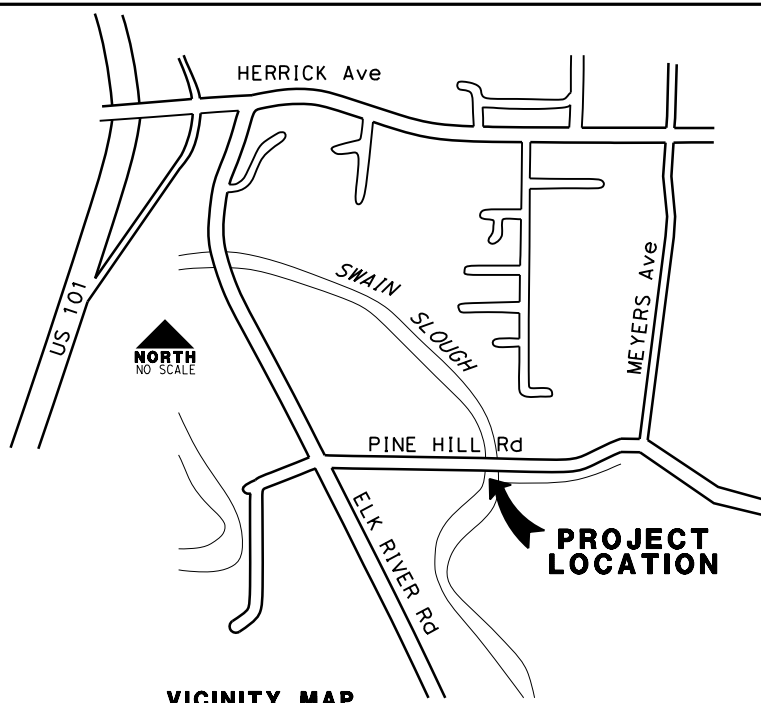 HERRICK Ave
SWAIN SLOUGH
US 101
MEYERS Ave
NORTH
NO SCALE
PINE HILL Rd
ELK RIVER Rd
PROJECT
LOCATION
VICINITY MAP